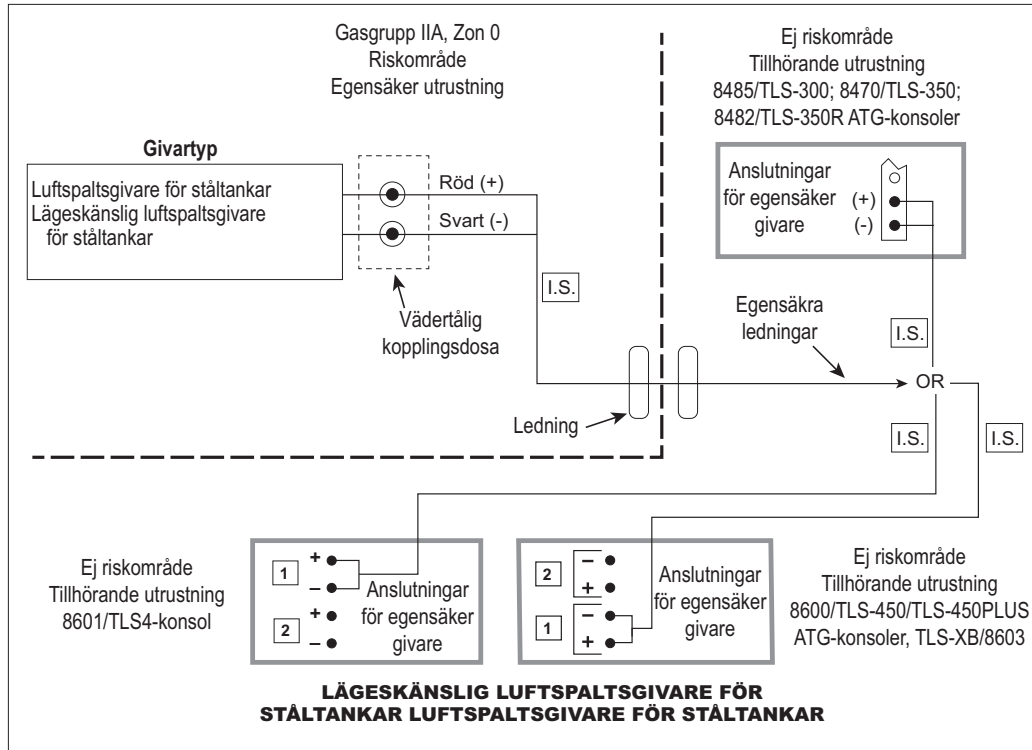 Gasgrupp IIA, Zon 0
Riskområde
Egensäker utrustning
Ej riskområde
Tillhörande utrustning
8485/TLS-300; 8470/TLS-350;
8482/TLS-350R ATG-konsoler
Givartyp
Luftspaltsgivare för ståltankar
Lägeskänslig luftspaltsgivare
för ståltankar
Röd (+)
Svart (-)
Vädertålig
kopplingsdosa
I.S.
Anslutningar
för egensäker
givare
(+)
(-)
Egensäkra
ledningar
I.S.
OR
Ledning
I.S.
I.S.
Ej riskområde
Tillhörande utrustning
8601/TLS4-konsol
1
+
–
2
+
–
Anslutningar
för egensäker
givare
2
–
+
1
–
+
Anslutningar
för egensäker
givare
Ej riskområde
Tillhörande utrustning
8600/TLS-450/TLS-450PLUS
ATG-konsoler, TLS-XB/8603
LÄGESKÄNSLIG LUFTSPALTSGIVARE FÖR
STÅLTANKAR LUFTSPALTSGIVARE FÖR STÅLTANKAR